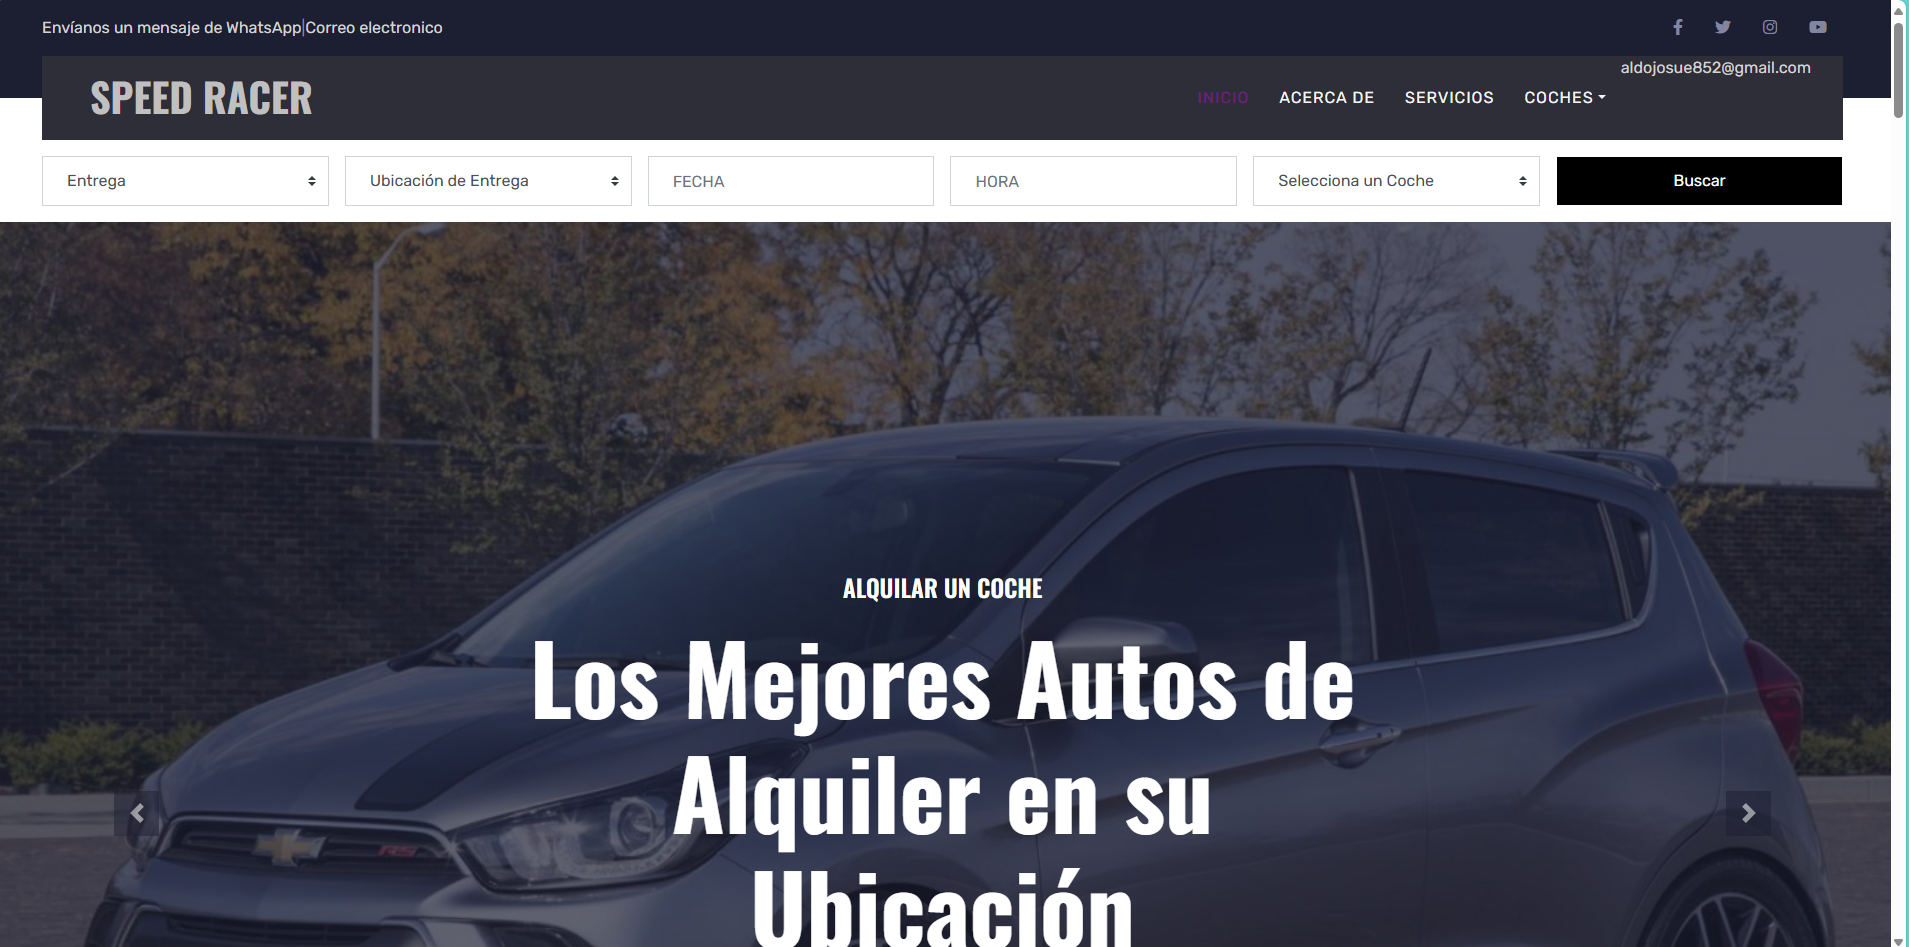 Envíanos un mensaje de WhatsApp|Correo electronico
aldojosue852@gmail.com
SPEED RACER
INICIO ACERCA DE SERVICIOS COCHES
Entrega Ubicación de Entrega FECHA HORA Selecciona un Coche Buscar
ALQUILAR UN COCHE
Los Mejores Autos de
Alquiler en su
Ubicación
RS